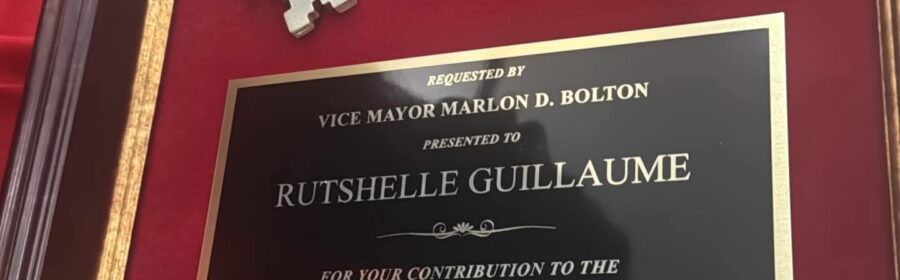 REQUESTED BY
VICE MAYOR MARLON D. BOLTON
PRESENTED TO
RUTSHELLE GUILLAUME
FOR YOUR CONTRIBUTION TO THE